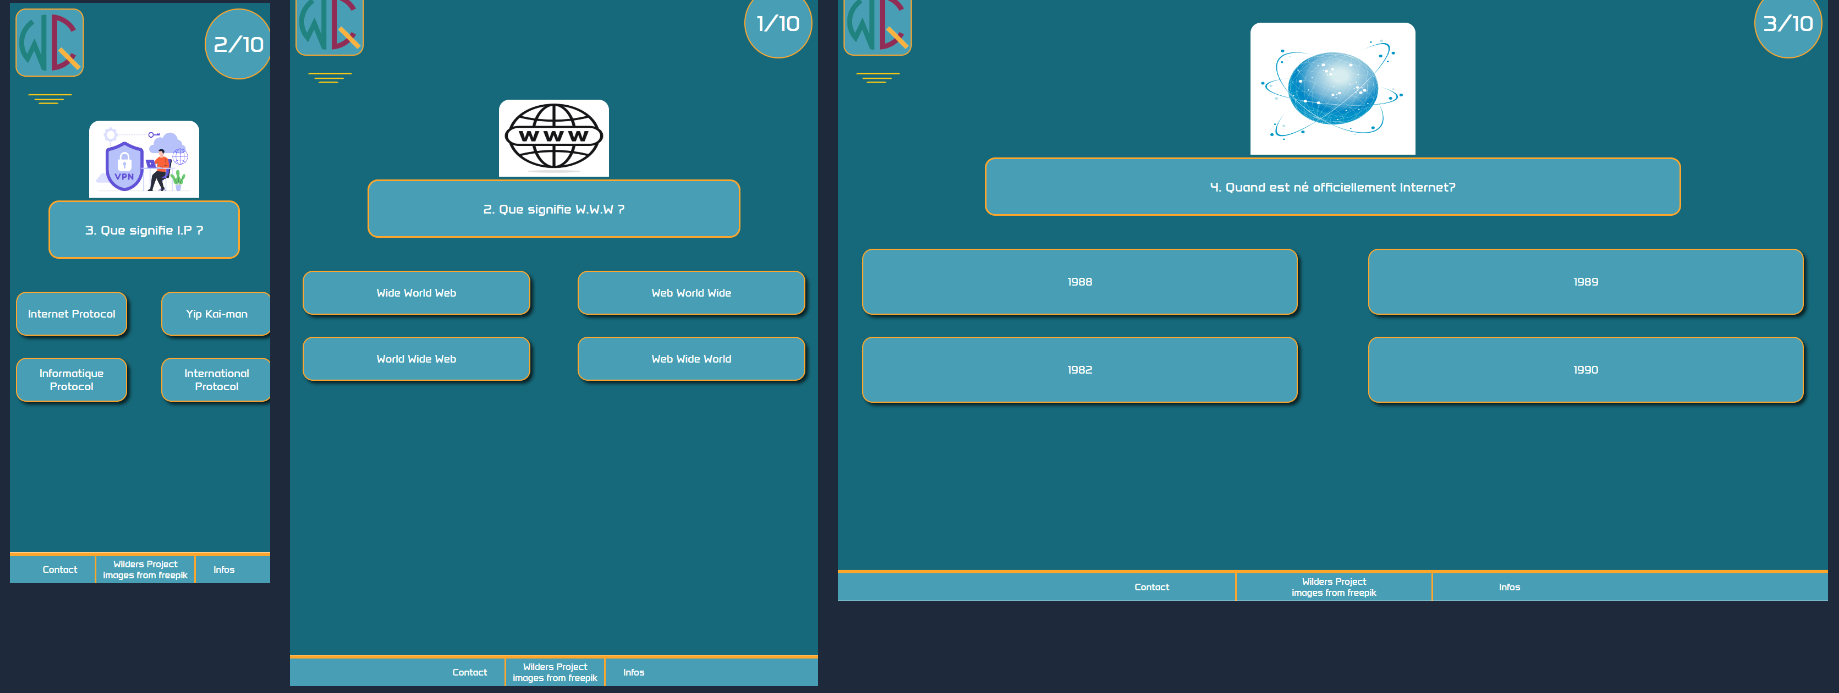 2/10
VPN
3. Que signifie I.P ?
Internet Protocol
Yip Kai-man
Informatique
Protocol
International
Protocol
Contact
Wilders Project
images from freepik
Infos
1/10
WWW
2. Que signifie W.W.W ?
Wide World Web
Web World Wide
World Wide Web
Web Wide World
Contact
Wilders Project
images from freepik
Infos
3/10
4. Quand est né officiellement Internet?
1988
1989
1982
1990
Contact
Wilders Project
images from freepik
Infos